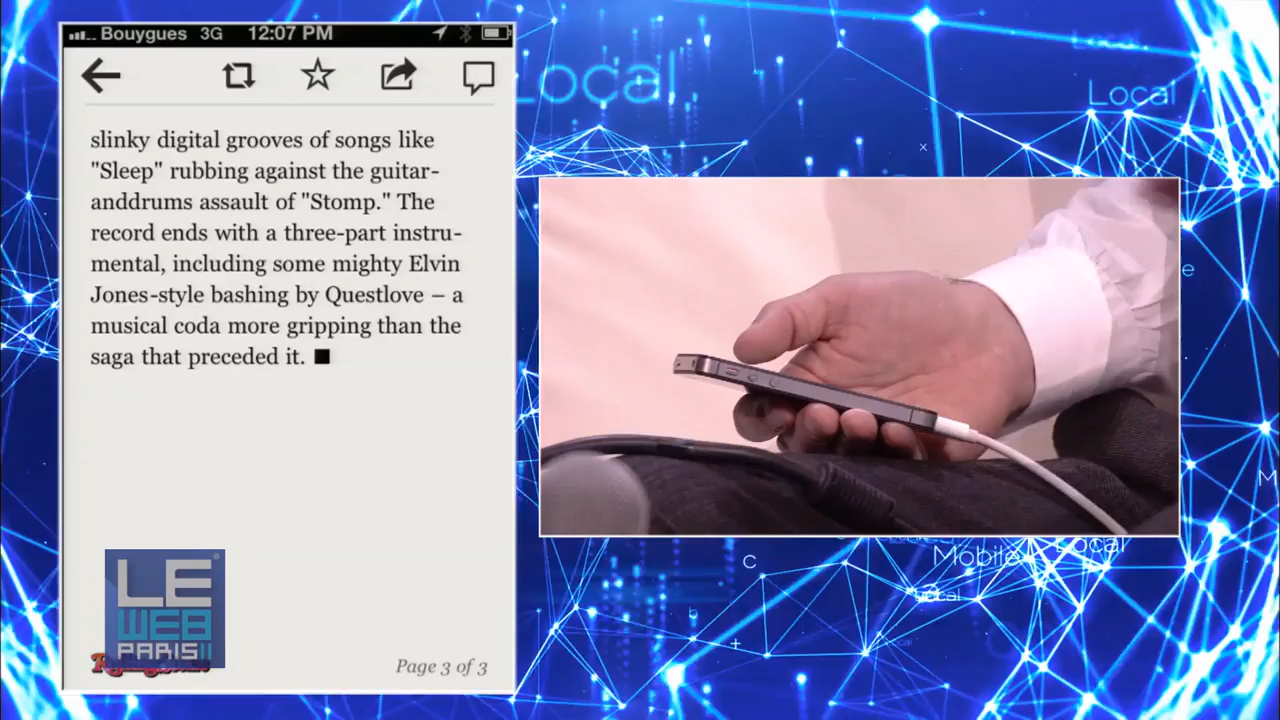 Bouygues 3G 12:07 PM
slinky digital grooves of songs like
"Sleep" rubbing against the guitar-
anddrums assault of "Stomp." The
record ends with a three-part instru-
mental, including some mighty Elvin
Jones-style bashing by Questlove – a
musical coda more gripping than the
saga that preceded it. ■
LE
WEB
PARIS11
Page 3 of 3
Local
Local
Local
e
M
c
Mobile
Local
Local
b